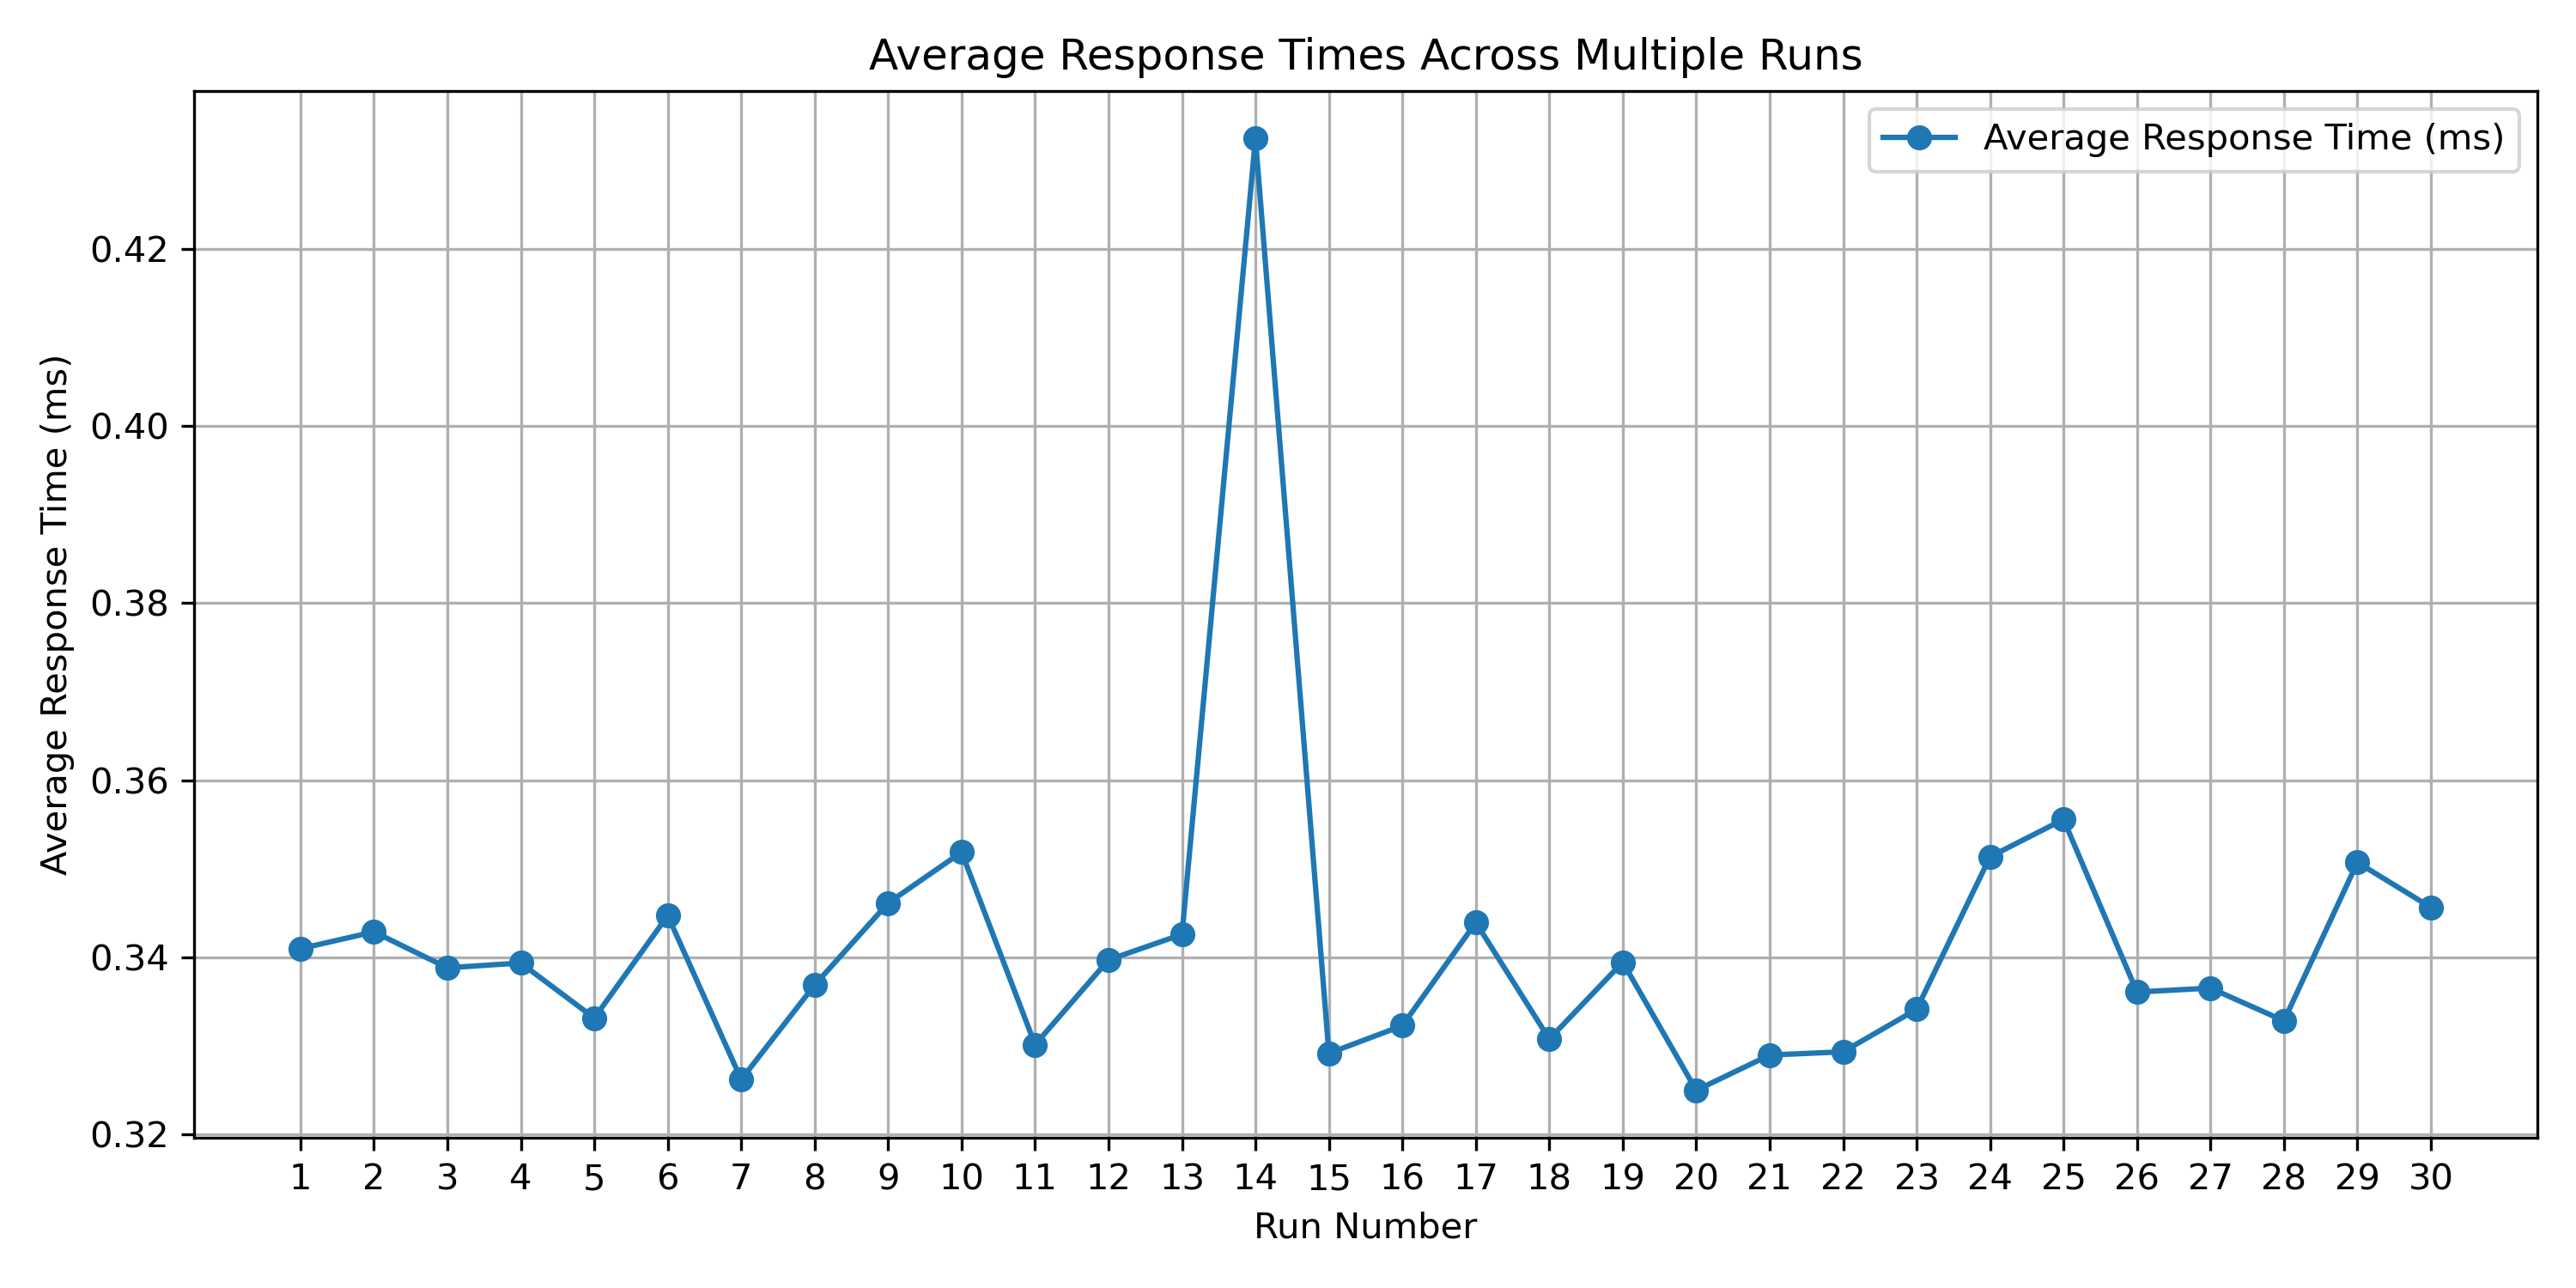 Average Response Times Across Multiple Runs
Average Response Time (ms)
0.42
0.40
0.38
0.36
0.34
0.32
Average Response Time (ms)
1 2 3 4 5 6 7 8 9 10 11 12 13 14 15 16 17 18 19 20 21 22 23 24 25 26 27 28 29 30
Run Number